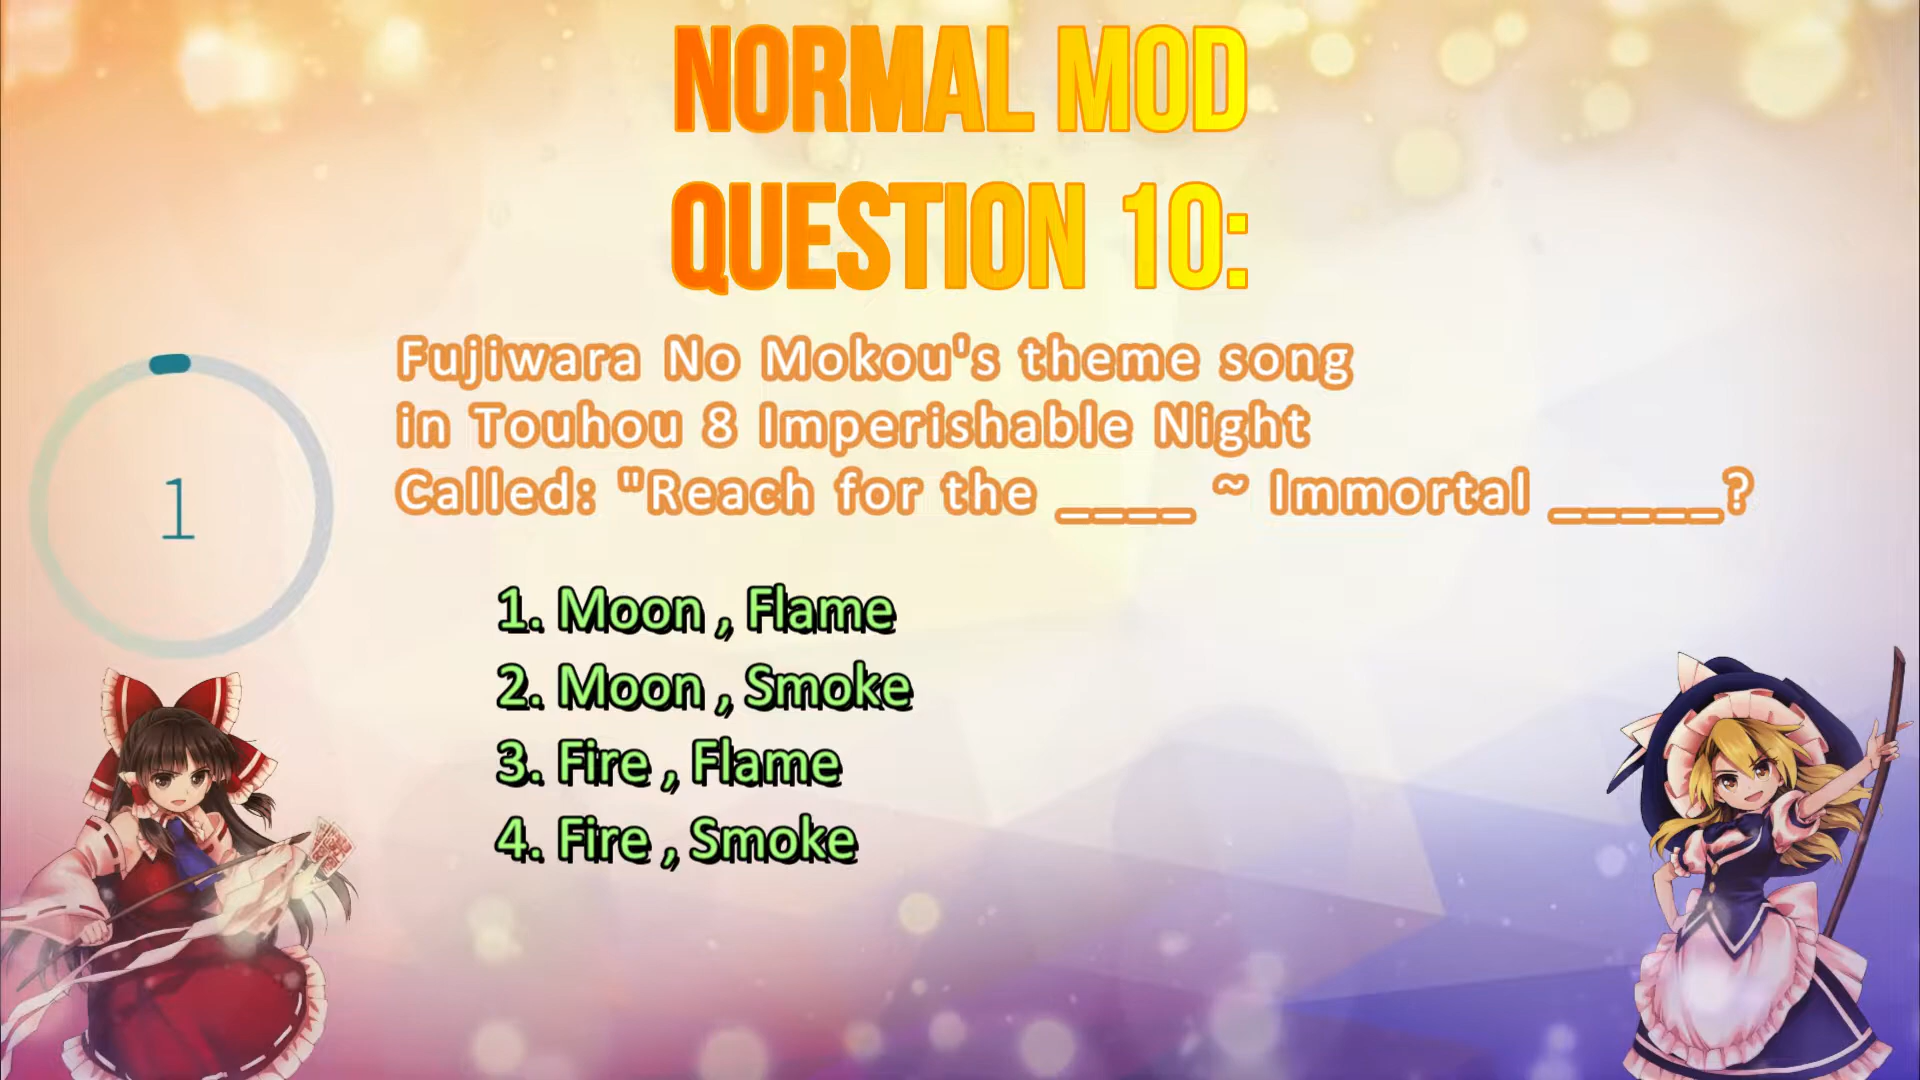 NORMAL MOD
QUESTION 10:
Fujiwara No Mokou's theme song
in Touhou 8 Imperishable Night
Called: "Reach for the ____ ~ Immortal _____?
1
1. Moon , Flame
2. Moon , Smoke
3. Fire , Flame
4. Fire , Smoke